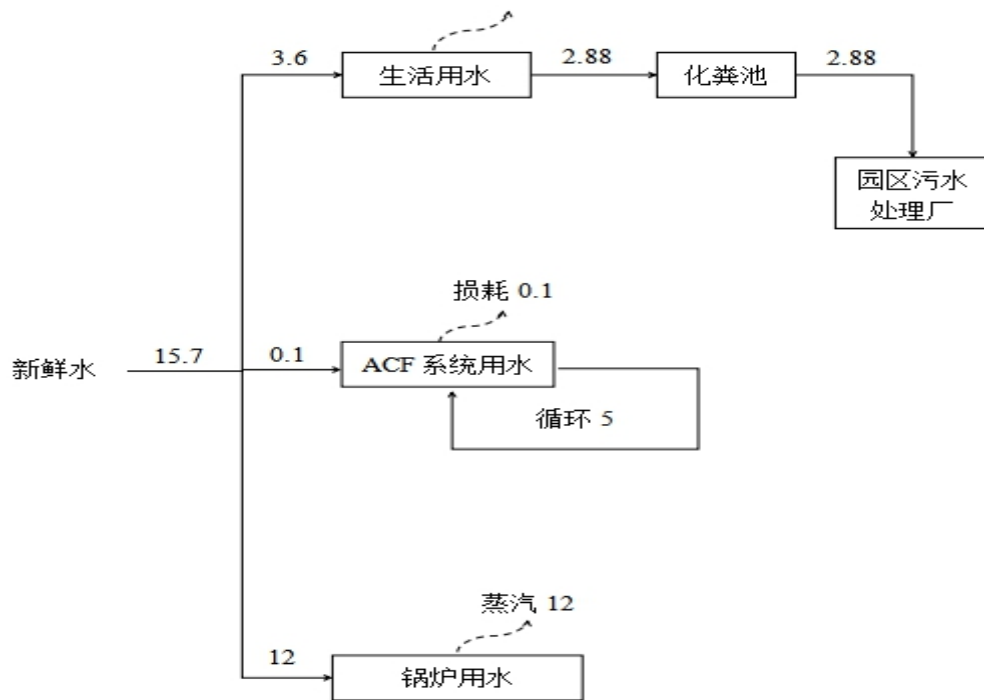 3.6
生活用水
2.88
化粪池
2.88
园区污水
处理厂
损耗 0.1
新鲜水
15.7
0.1
ACF 系统用水
循环 5
蒸汽 12
12
锅炉用水